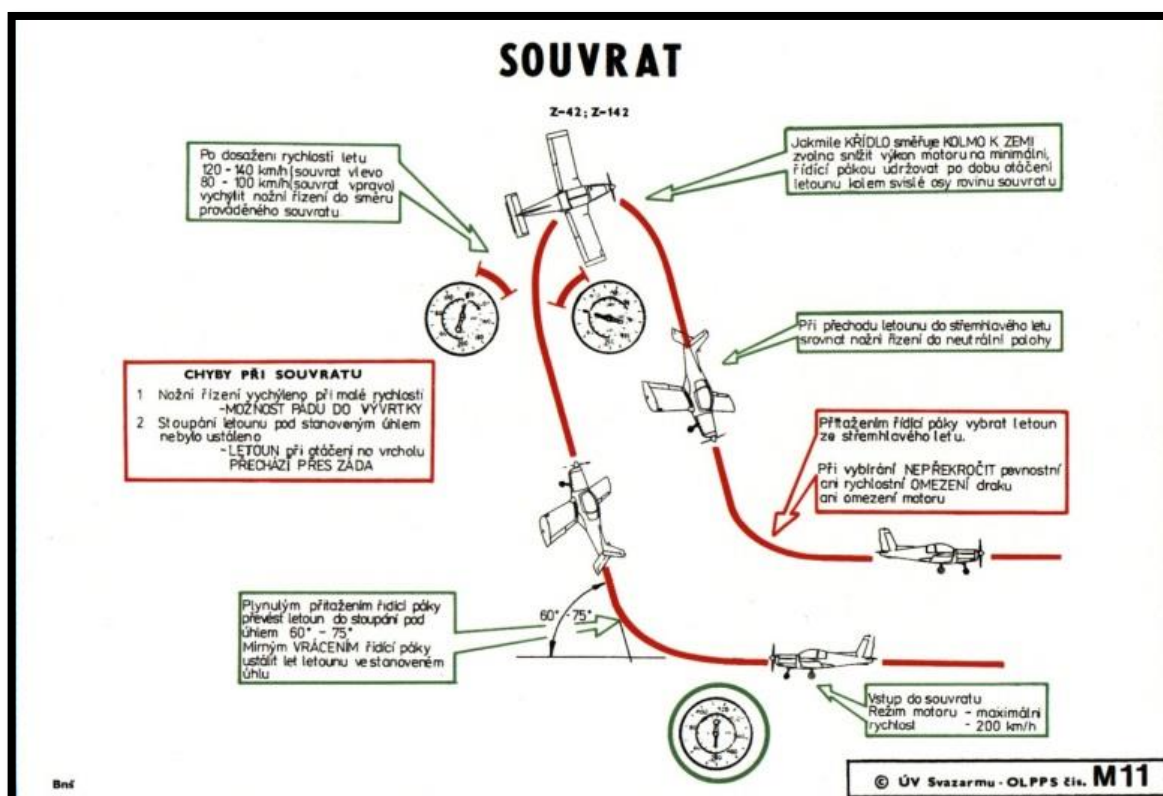 SOUVRAT
Z-42; Z-142
Po dosažení rychlosti letu
120 - 140 km/h (souvrat vlevo
80 - 100 km/h (souvrat vpravo)
vychýlit nožní řízení do směru
prováděného souvratu
Jakmile KŘÍDLO směřuje KOLMO K ZEMI
zvolna snížit výkon motoru na minimální,
řídící pákou udržovat po dobu otáčení
letounu kolem svislé osy rovinu souvratu
Při přechodu letounu do střemhlavého letu
srovnat nožní řízení do neutrální polohy
CHYBY PŘI SOUVRATU
1 Nožní řízení vychýleno při malé rychlosti
-MOŽNOST PÁDU DO VÝVRTKY
2 Stoupání letounu pod stanoveným úhlem
nebylo ustáleno
- LETOUN při otáčení na vrcholu
PŘECHÁZÍ PŘES ZÁDA
Přitažením řídící páky vybrat letoun
ze střemhlavého letu.
Při vybírání NEPŘEKROČIT pevnostní
ani rychlostní OMEZENÍ draku
ani omezení motoru
Plynulým přitažením řídící páky
převést letoun do stoupání pod
úhlem 60° - 75°
Mírným VRÁCENÍM řídící páky
ustálit let letounu ve stanoveném
úhlu
60° - 75°
Vstup do souvratu
Režim motoru - maximální
rychlost - 200 km/h
Bnš
© ÚV Svazarmu - OLPPS čis. M11